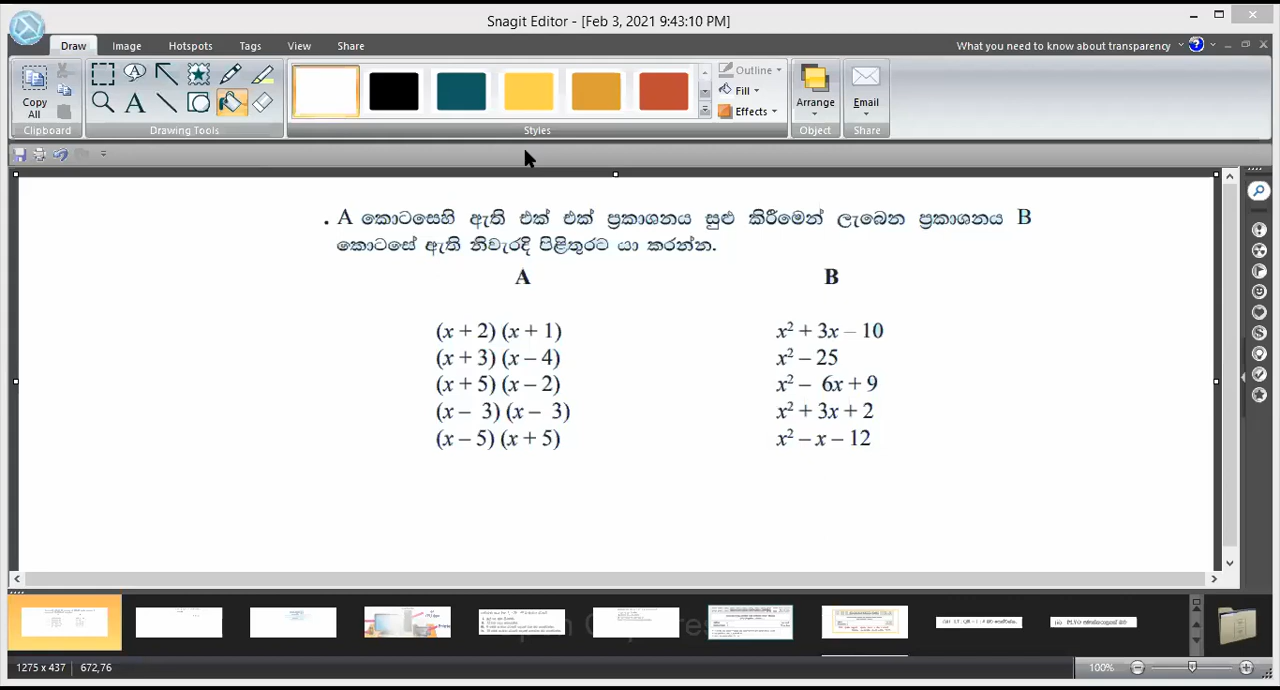 Snagit Editor - [Feb 3, 2021 9:43:10 PM]
Draw Image Hotspots Tags View Share
What you need to know about transparency
Copy All
Clipboard
Drawing Tools
Styles
Outline
Fill
Effects
Arrange
Object
Email
Share
. A කොටසෙහි ඇති එක් එක් ප්‍රකාශනය සුළු කිරීමෙන් ලැබෙන ප්‍රකාශනය B
කොටසේ ඇති නිවැරදි පිළිතුරට යා කරන්න.
A B
(x + 2) (x + 1) x² + 3x – 10
(x + 3) (x – 4) x² – 25
(x + 5) (x – 2) x² – 6x + 9
(x – 3) (x – 3) x² + 3x + 2
(x – 5) (x + 5) x² – x – 12
1275 x 437 672,76
100%